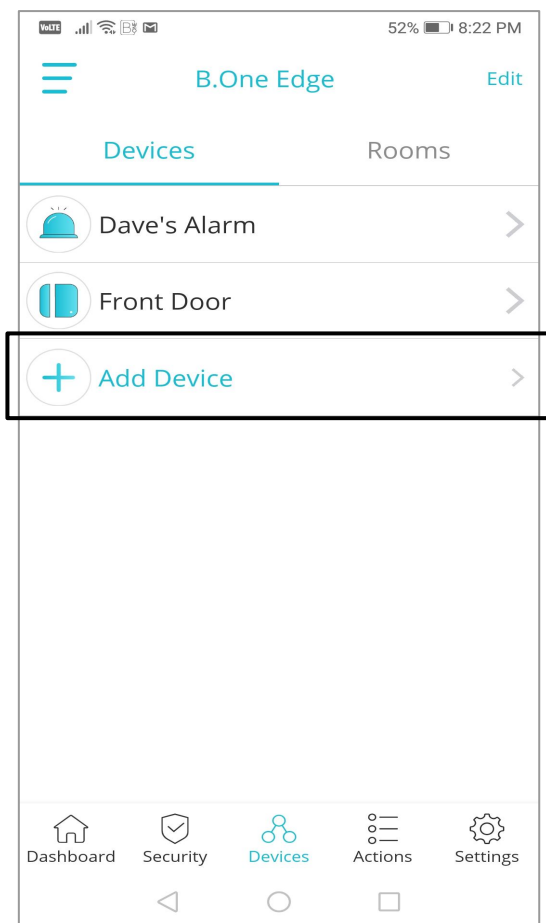 VoLTE 52% 8:22 PM
B.One Edge Edit
Devices Rooms
Dave's Alarm
Front Door
Add Device
Dashboard Security Devices Actions Settings